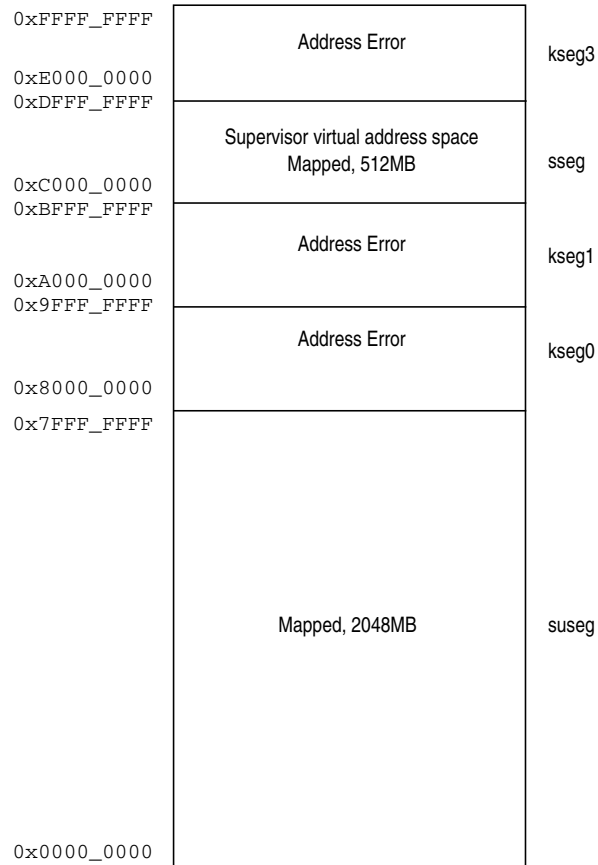 0xFFFF_FFFF
Address Error
kseg3
0xE000_0000
0xDFFF_FFFF
Supervisor virtual address space
Mapped, 512MB
sseg
0xC000_0000
0xBFFF_FFFF
Address Error
kseg1
0xA000_0000
0x9FFF_FFFF
Address Error
kseg0
0x8000_0000
0x7FFF_FFFF
Mapped, 2048MB
suseg
0x0000_0000